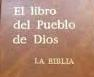 El libro
del Pueblo
de Dios
LA BIBLIA